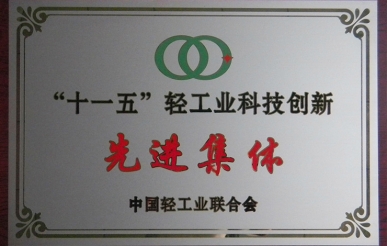 “十一五”轻工业科技创新
先进集体
中国轻工业联合会